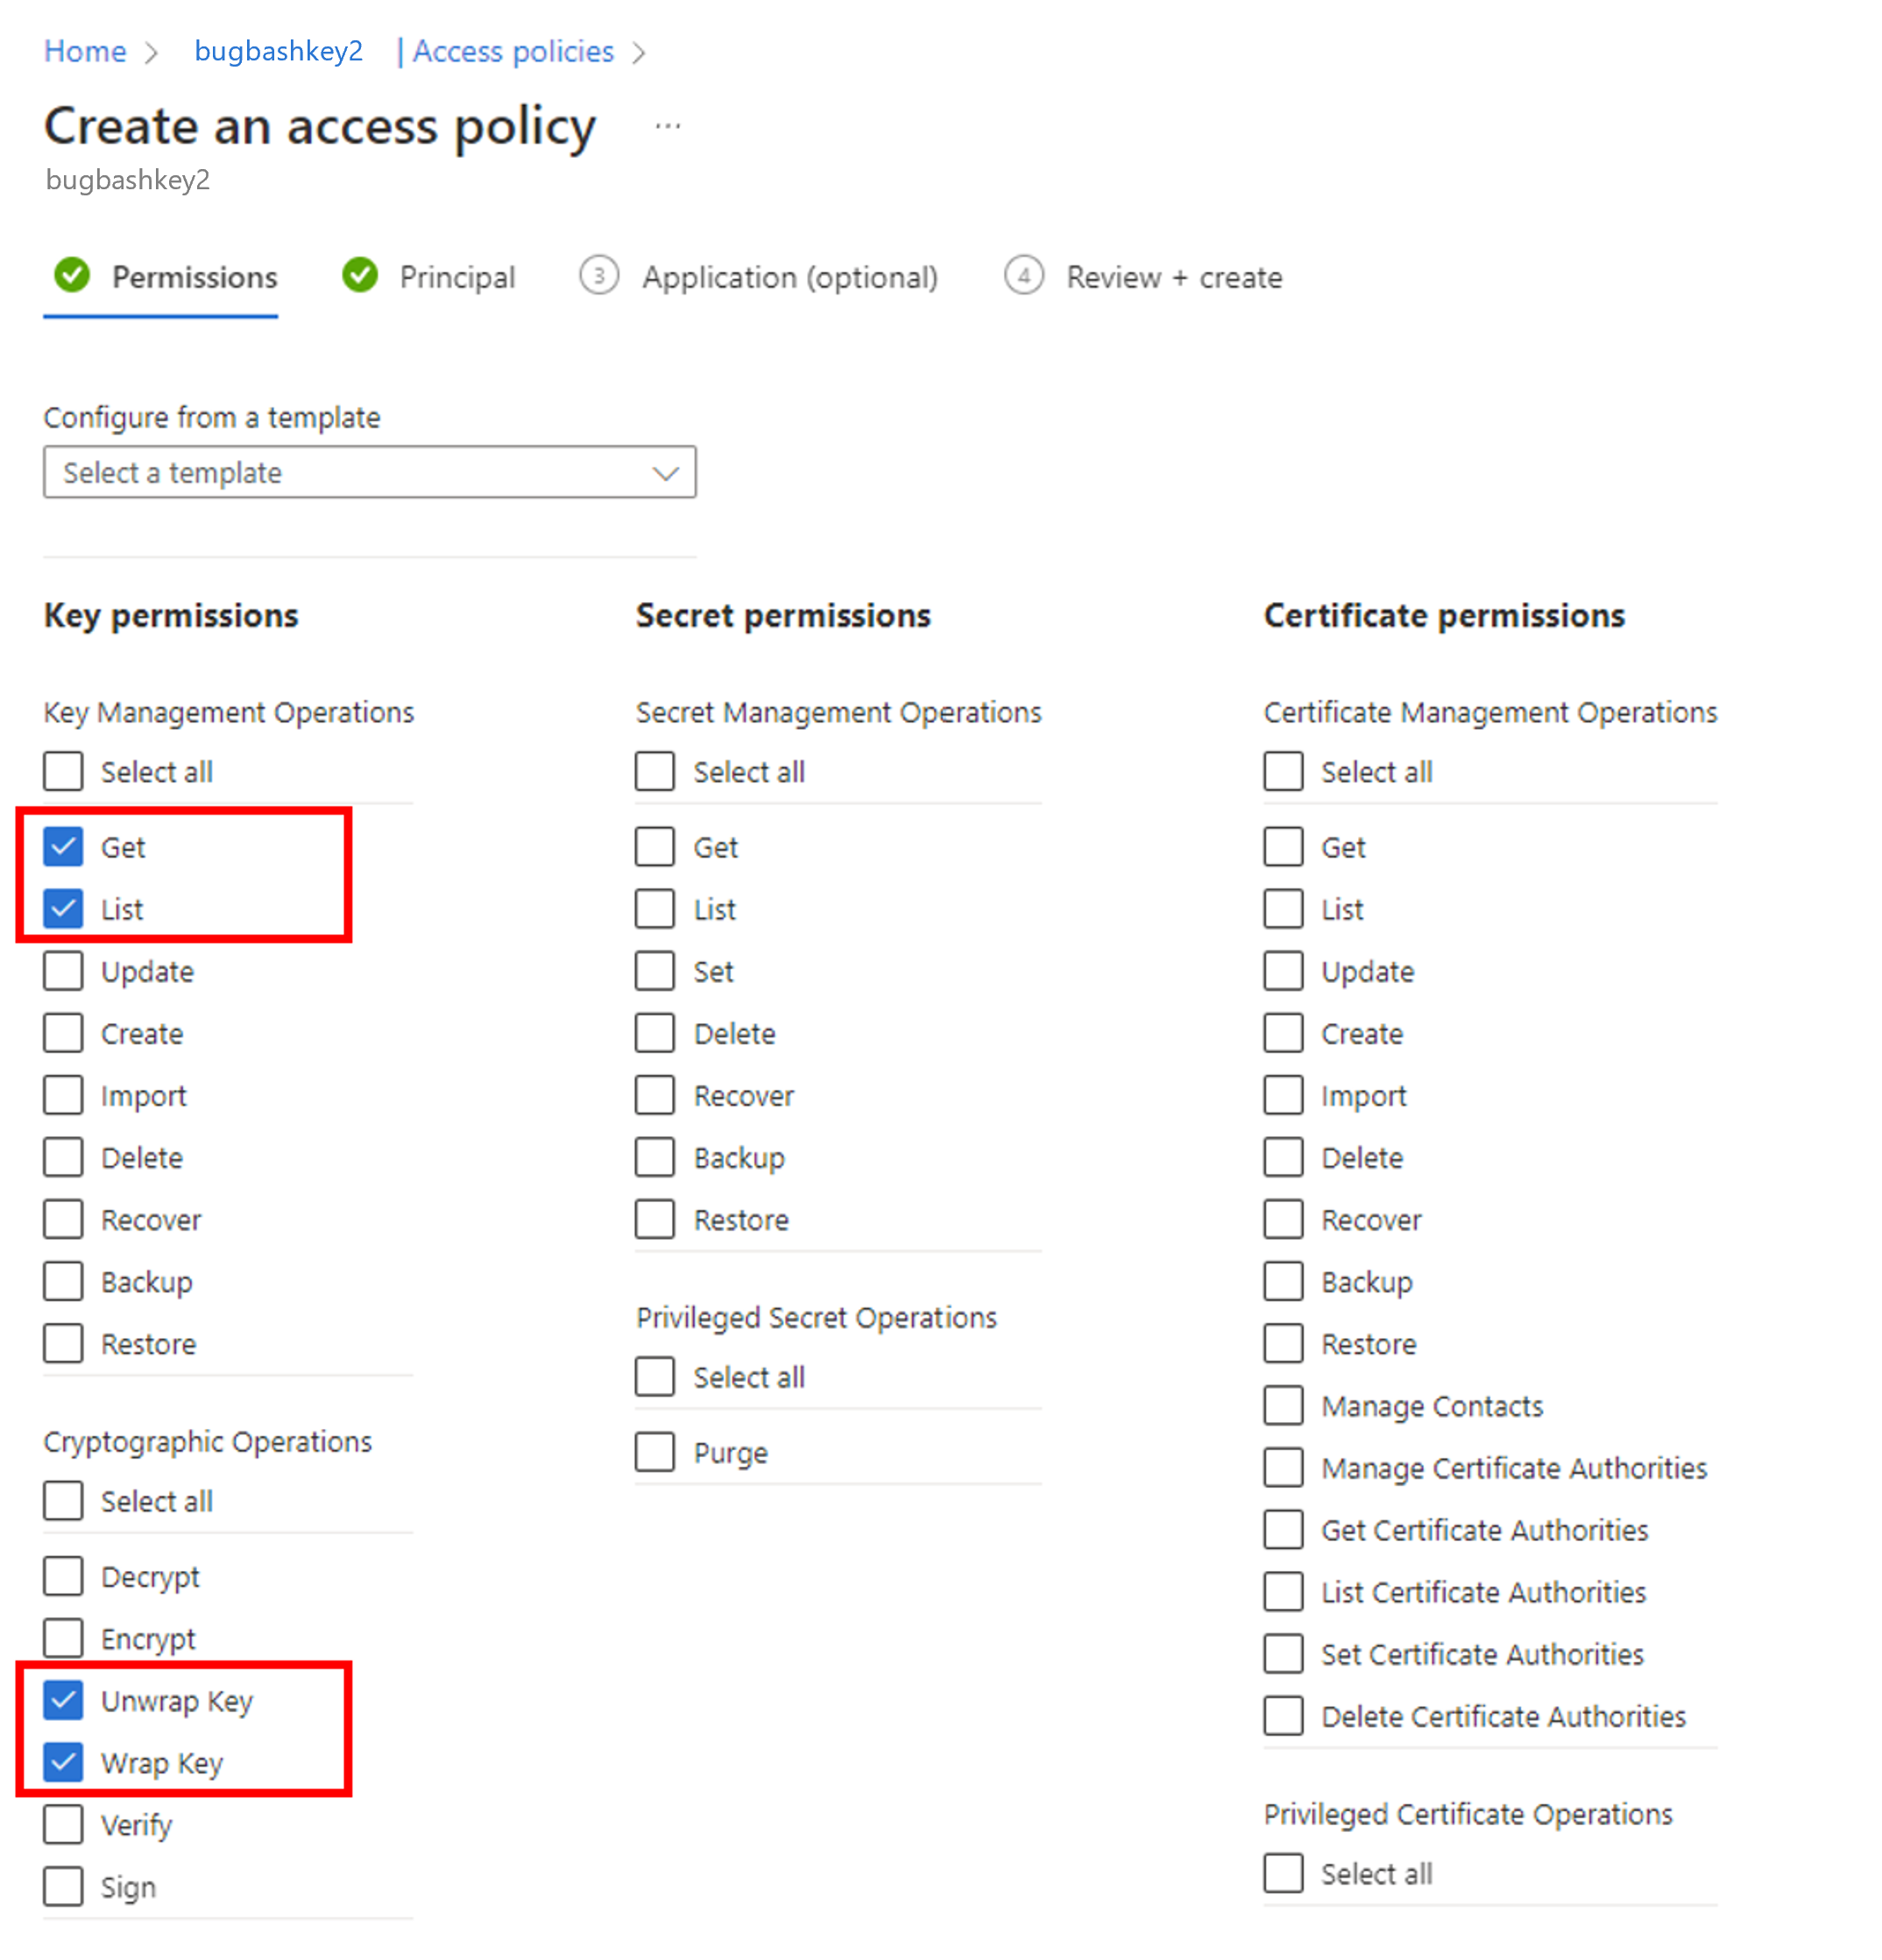 Home > bugbashkey2 | Access policies >
Create an access policy ...
bugbashkey2
Permissions
Principal
3 Application (optional)
4 Review + create
Configure from a template
Select a template
Key permissions
Key Management Operations
Select all
Get
List
Update
Create
Import
Delete
Recover
Backup
Restore
Cryptographic Operations
Select all
Decrypt
Encrypt
Unwrap Key
Wrap Key
Verify
Sign
Secret permissions
Secret Management Operations
Select all
Get
List
Set
Delete
Recover
Backup
Restore
Privileged Secret Operations
Select all
Purge
Certificate permissions
Certificate Management Operations
Select all
Get
List
Update
Create
Import
Delete
Recover
Backup
Restore
Manage Contacts
Manage Certificate Authorities
Get Certificate Authorities
List Certificate Authorities
Set Certificate Authorities
Delete Certificate Authorities
Privileged Certificate Operations
Select all